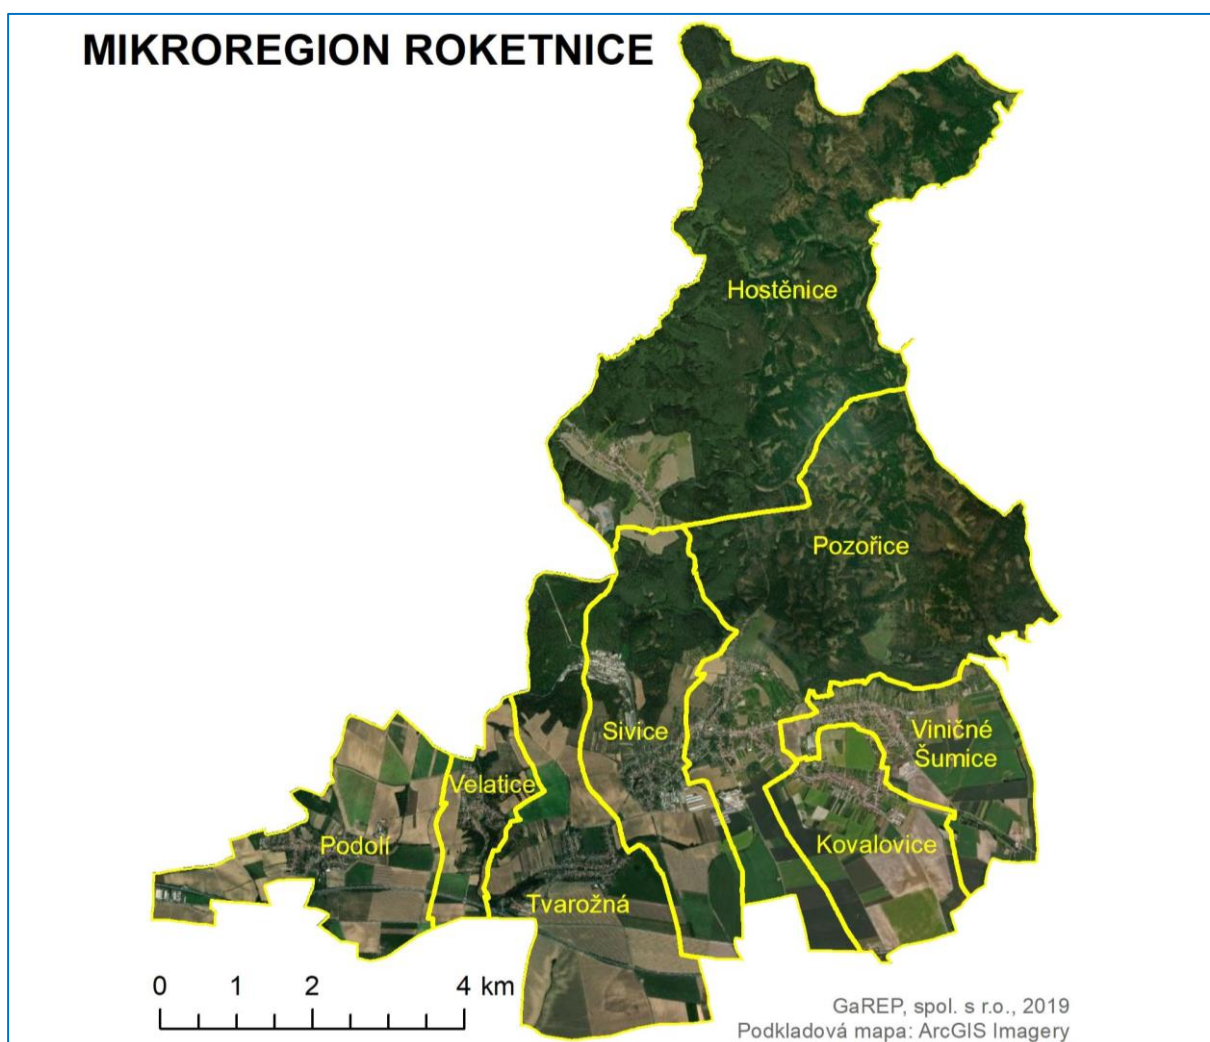 MIKROREGION ROKETNICE
Hostěnice
Pozořice
Sivice
Viničné
Šumice
Velatice
Podolí
Kovalovice
Tvarožná
0 1 2 4 km
GaREP, spol. s r.o., 2019
Podkladová mapa: ArcGIS Imagery